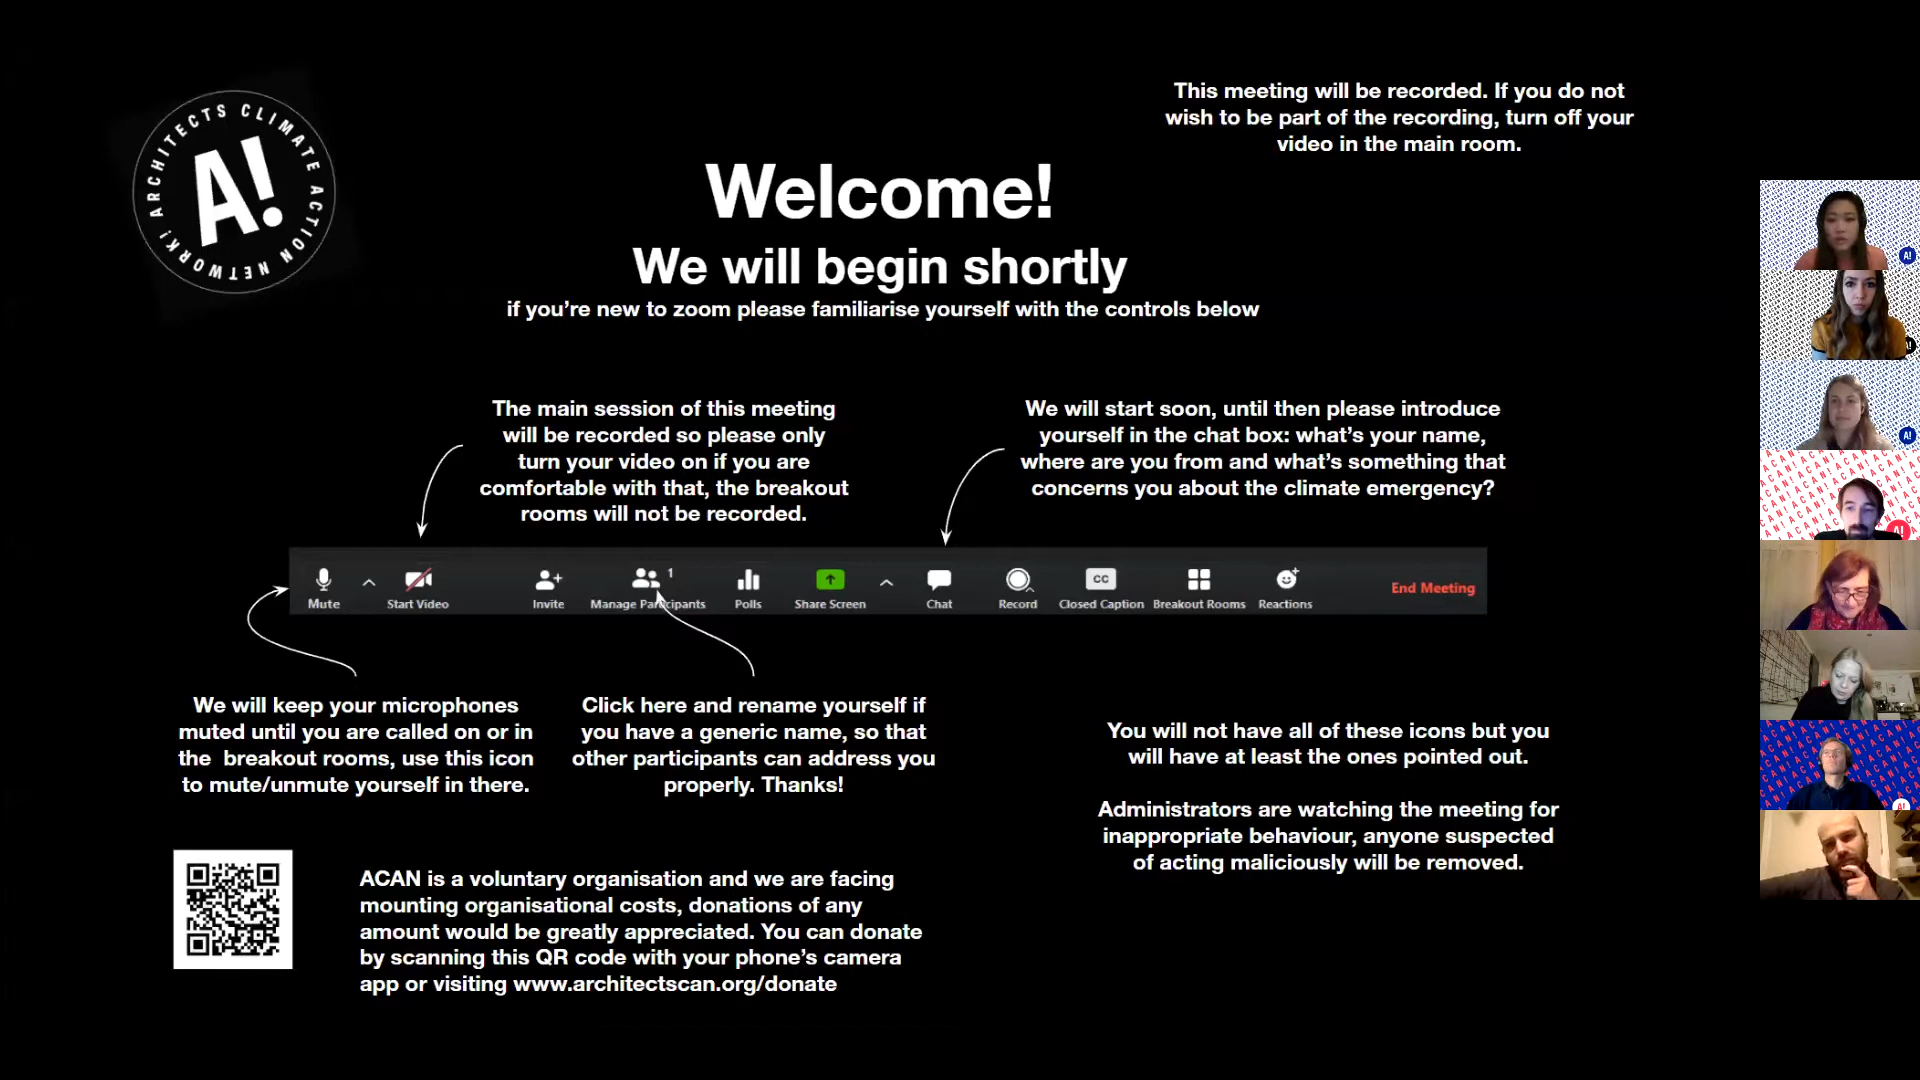 ARCHITECTS CLIMATE ACTION NETWORK!
A!
This meeting will be recorded. If you do not
wish to be part of the recording, turn off your
video in the main room.
Welcome!
We will begin shortly
if you’re new to zoom please familiarise yourself with the controls below
The main session of this meeting
will be recorded so please only
turn your video on if you are
comfortable with that, the breakout
rooms will not be recorded.
We will start soon, until then please introduce
yourself in the chat box: what’s your name,
where are you from and what’s something that
concerns you about the climate emergency?
Mute
Start Video
Invite
1
Manage Participants
Polls
Share Screen
Chat
Record
CC
Closed Caption
Breakout Rooms
Reactions
End Meeting
We will keep your microphones
muted until you are called on or in
the breakout rooms, use this icon
to mute/unmute yourself in there.
Click here and rename yourself if
you have a generic name, so that
other participants can address you
properly. Thanks!
You will not have all of these icons but you
will have at least the ones pointed out.
Administrators are watching the meeting for
inappropriate behaviour, anyone suspected
of acting maliciously will be removed.
ACAN is a voluntary organisation and we are facing
mounting organisational costs, donations of any
amount would be greatly appreciated. You can donate
by scanning this QR code with your phone’s camera
app or visiting www.architectscan.org/donate